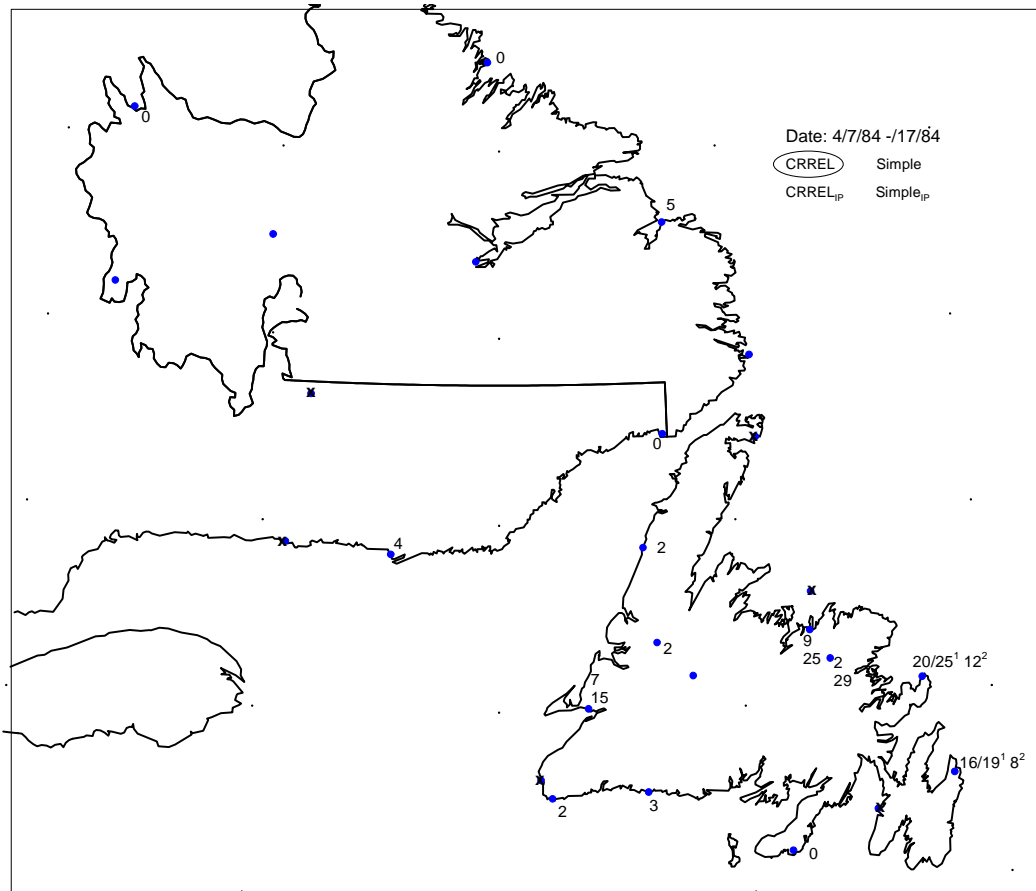 0
0
Date: 4/7/84 -/17/84
CRREL Simple
CRREL_IP Simple_IP
5
x
0
x
x
4
2
x
9
2
25 2
29
20/25¹ 12²
7
15
16/19¹ 8²
x
2
3
x
0